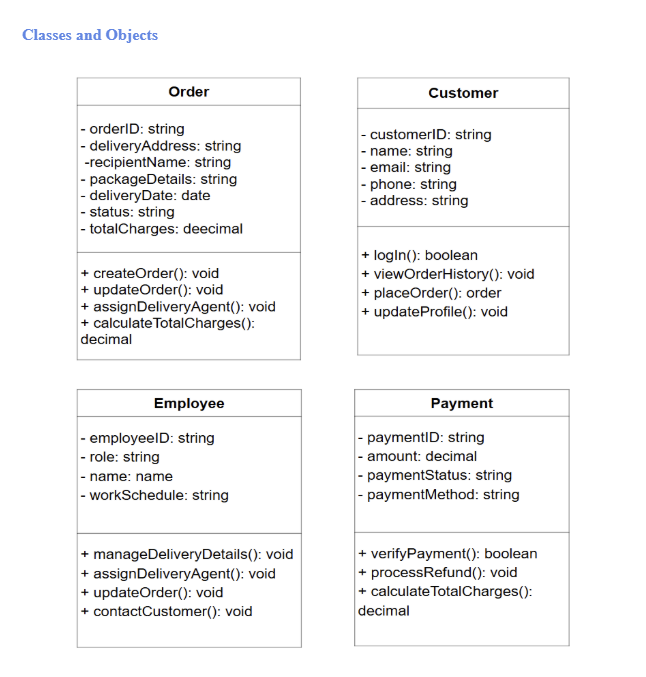 Classes and Objects
Order
- orderID: string
- deliveryAddress: string
-recipientName: string
- packageDetails: string
- deliveryDate: date
- status: string
- totalCharges: deecimal
+ createOrder(): void
+ updateOrder(): void
+ assignDeliveryAgent(): void
+ calculateTotalCharges():
decimal
Customer
- customerID: string
- name: string
- email: string
- phone: string
- address: string
+ logIn(): boolean
+ viewOrderHistory(): void
+ placeOrder(): order
+ updateProfile(): void
Employee
- employeeID: string
- role: string
- name: name
- workSchedule: string
+ manageDeliveryDetails(): void
+ assignDeliveryAgent(): void
+ updateOrder(): void
+ contactCustomer(): void
Payment
- paymentID: string
- amount: decimal
- paymentStatus: string
- paymentMethod: string
+ verifyPayment(): boolean
+ processRefund(): void
+ calculateTotalCharges():
decimal